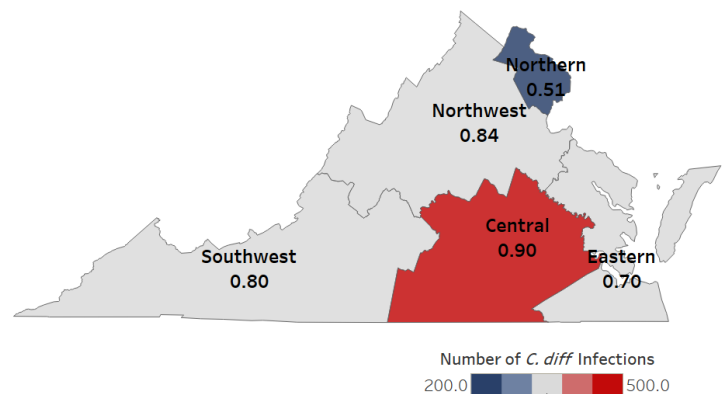 Northern
0.51
Northwest
0.84
Central
0.90
Southwest
0.80
Eastern
0.70
Number of C. diff Infections
200.0 500.0